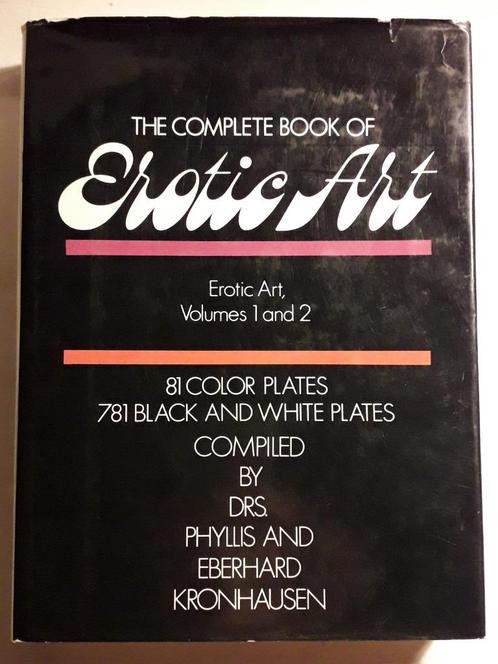 THE COMPLETE BOOK OF
Erotic Art
Erotic Art,
Volumes 1 and 2
81 COLOR PLATES
781 BLACK AND WHITE PLATES
COMPILED
BY
DRS.
PHYLLIS AND
EBERHARD
KRONHAUSEN